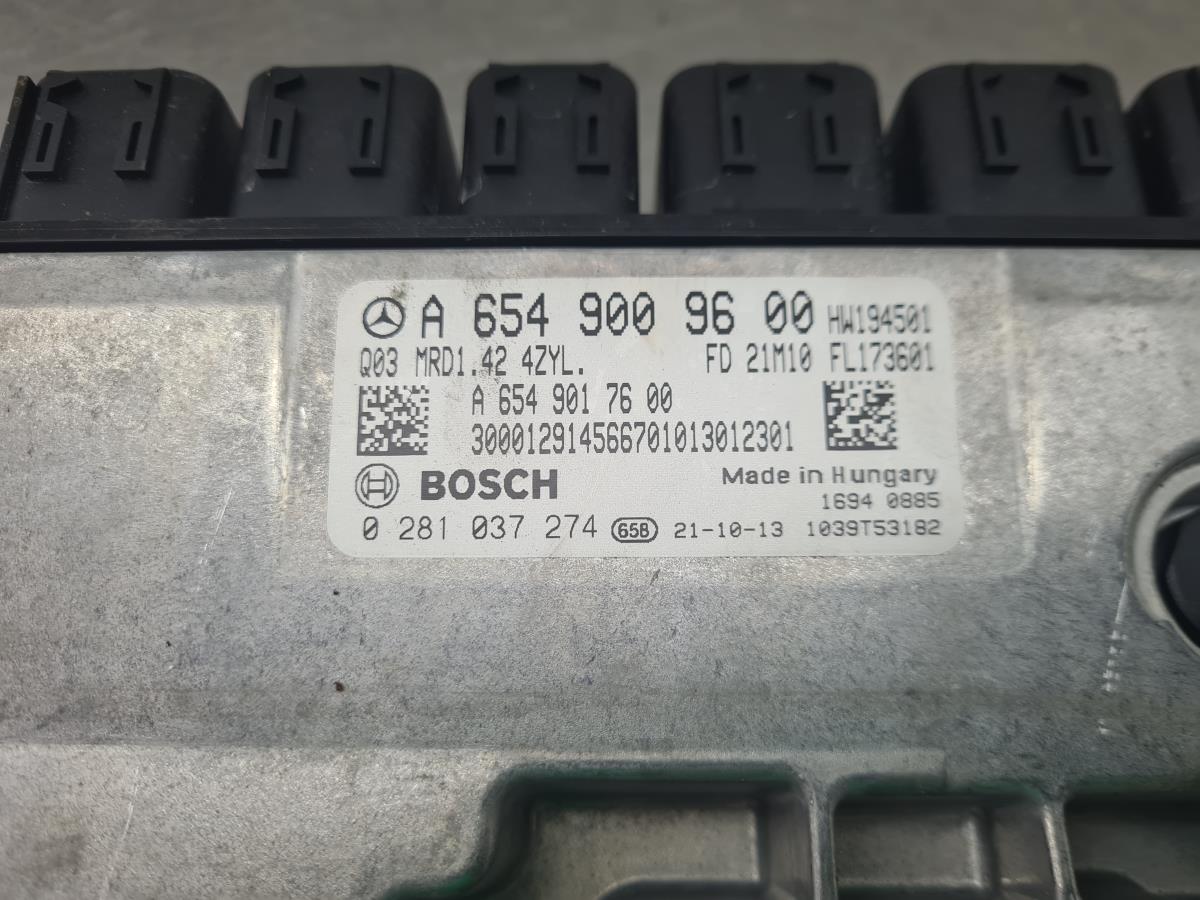 A 654 900 96 00 HW194501
Q03 MRD1.42 4ZYL. FD 21M10 FL173601
A 654 901 76 00
300012914566701013012301
BOSCH Made in Hungary
1694 0885
0 281 037 274 65B 21-10-13 1039T53182